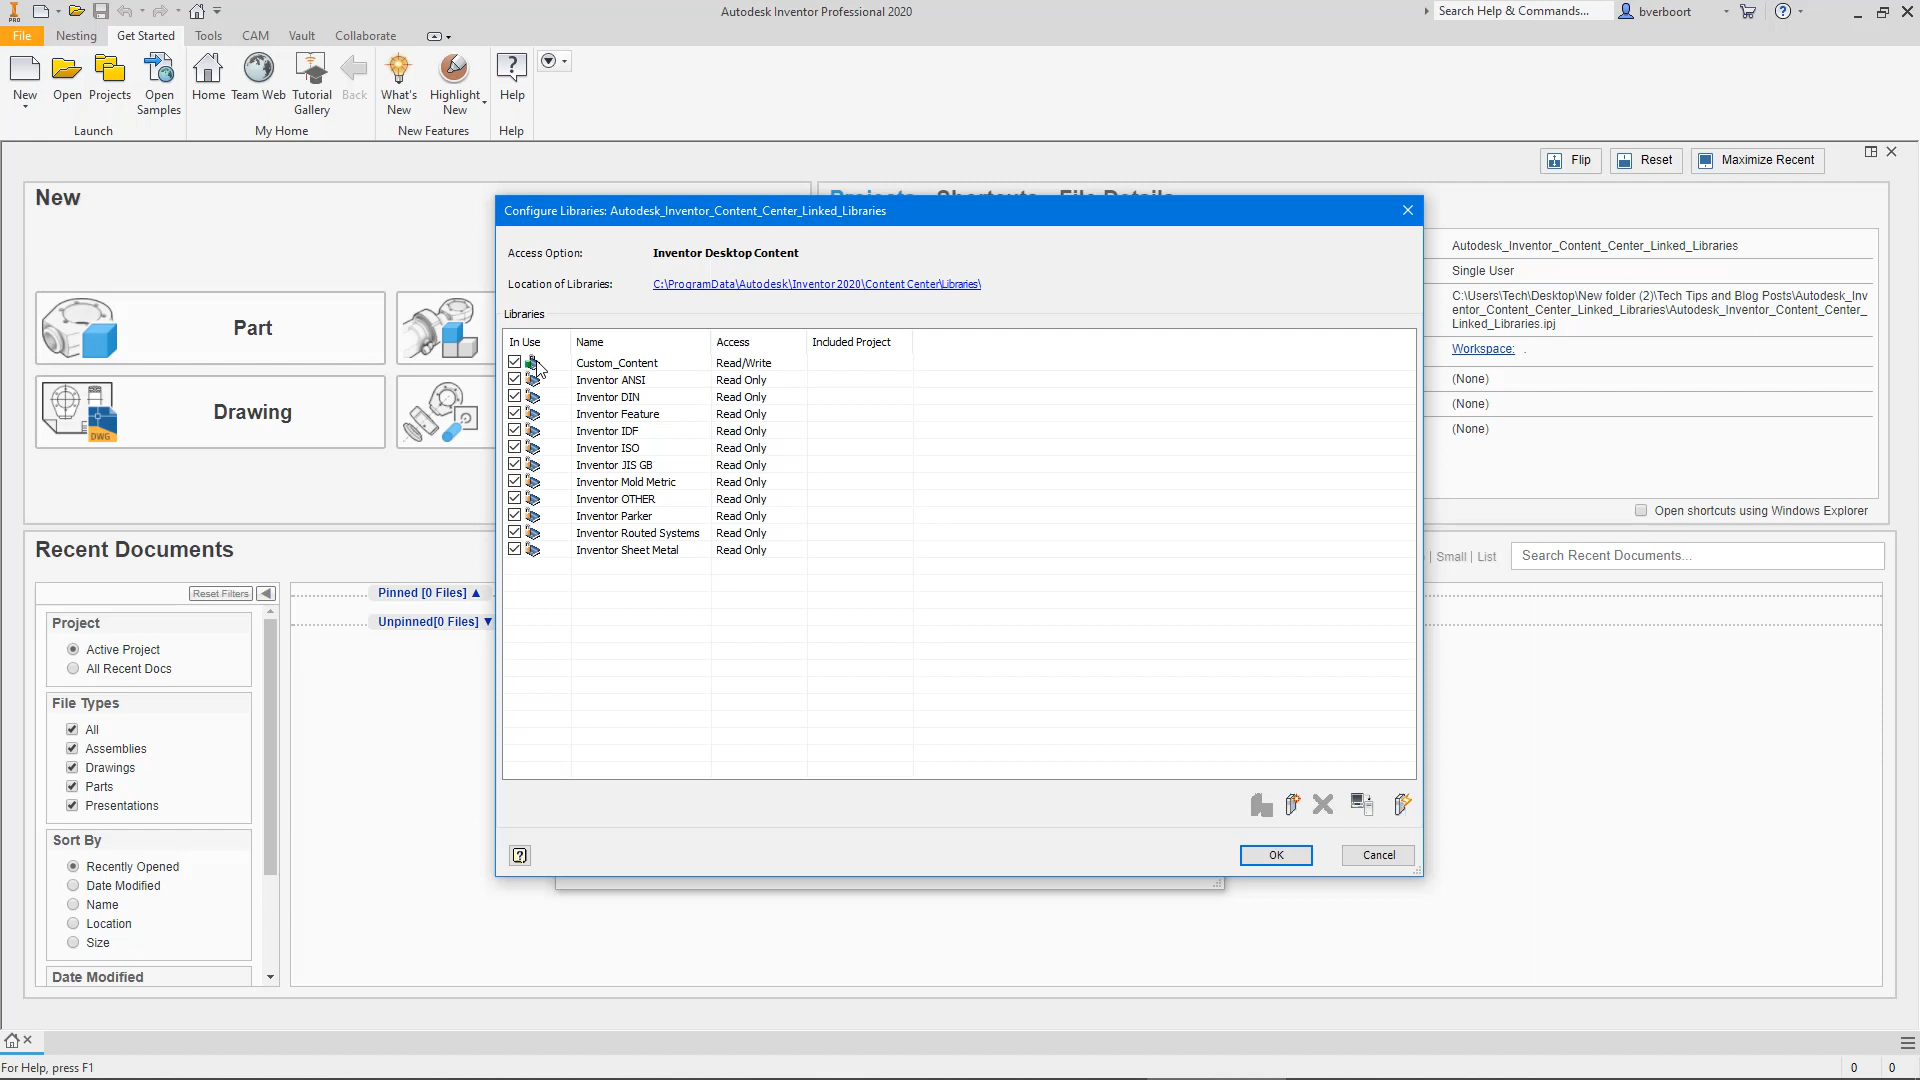 Autodesk Inventor Professional 2020
Search Help & Commands...
bverboort
PRO
File
Nesting
Get Started
Tools
CAM
Vault
Collaborate
New
Open
Projects
Open Samples
Home
Team Web
Tutorial Gallery
Back
What's New
Highlight New
Help
Launch
My Home
New Features
Help
Flip
Reset
Maximize Recent
New
Projects
Shortcuts
File Details
Part
Drawing
DWG
Configure Libraries: Autodesk_Inventor_Content_Center_Linked_Libraries
Access Option: Inventor Desktop Content
Location of Libraries: C:\ProgramData\Autodesk\Inventor 2020\Content Center\Libraries\
Libraries
In Use Name Access Included Project
Custom_Content Read/Write
Inventor ANSI Read Only
Inventor DIN Read Only
Inventor Feature Read Only
Inventor IDF Read Only
Inventor ISO Read Only
Inventor JIS GB Read Only
Inventor Mold Metric Read Only
Inventor OTHER Read Only
Inventor Parker Read Only
Inventor Routed Systems Read Only
Inventor Sheet Metal Read Only
OK
Cancel
Autodesk_Inventor_Content_Center_Linked_Libraries
Single User
C:\Users\Tech\Desktop\New folder (2)\Tech Tips and Blog Posts\Autodesk_Inv
entor_Content_Center_Linked_Libraries\Autodesk_Inventor_Content_Center_
Linked_Libraries.ipj
Workspace: .
(None)
(None)
(None)
Open shortcuts using Windows Explorer
Recent Documents
| Small | List
Search Recent Documents...
Reset Filters
Pinned [0 Files] ▲
Unpinned[0 Files] ▼
Project
Active Project
All Recent Docs
File Types
All
Assemblies
Drawings
Parts
Presentations
Sort By
Recently Opened
Date Modified
Name
Location
Size
Date Modified
For Help, press F1
0 0